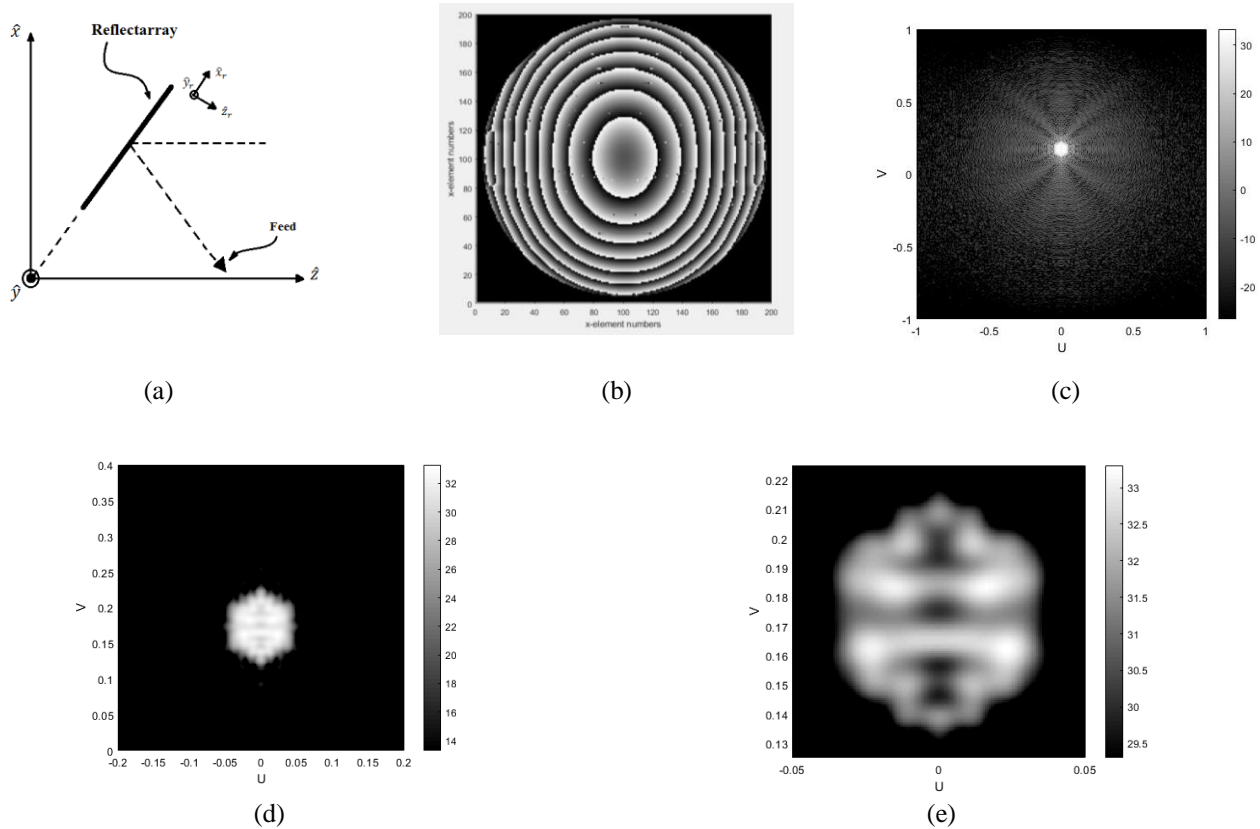 x̂
Reflectarray
x̂ᵣ
ŷᵣ
ẑᵣ
Feed
ŷ
ẑ
(a)
200
180
160
140
120
100
80
60
40
20
0
x-element numbers
0 20 40 60 80 100 120 140 160 180 200
x-element numbers
(b)
1
0.5
0
-0.5
-1
V
-1 -0.5 0 0.5 1
U
30
20
10
0
-10
-20
(c)
0.4
0.35
0.3
0.25
0.2
0.15
0.1
0.05
0
V
-0.2 -0.15 -0.1 -0.05 0 0.05 0.1 0.15 0.2
U
32
30
28
26
24
22
20
18
16
14
(d)
0.22
0.21
0.2
0.19
0.18
0.17
0.16
0.15
0.14
0.13
V
-0.05 0 0.05
U
33
32.5
32
31.5
31
30.5
30
29.5
(e)